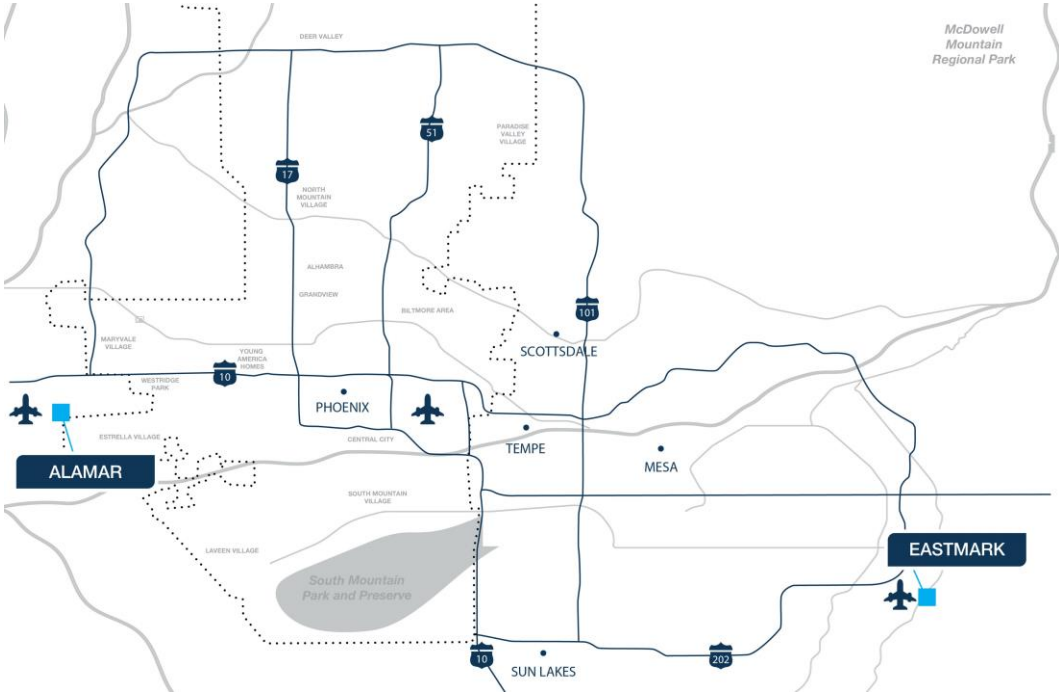 DEER VALLEY
McDowell
Mountain
Regional Park
51
PARADISE
VALLEY
VILLAGE
17
NORTH
MOUNTAIN
VILLAGE
ALHAMBRA
GRANDVIEW
BILTMORE AREA
101
MARYVALE
VILLAGE
YOUNG
AMERICA
HOMES
SCOTTSDALE
WESTRIDGE
PARK
10
PHOENIX
ESTRELLA VILLAGE
CENTRAL CITY
TEMPE
ALAMAR
MESA
SOUTH MOUNTAIN
VILLAGE
LAVEEN VILLAGE
EASTMARK
South Mountain
Park and Preserve
10
SUN LAKES
202